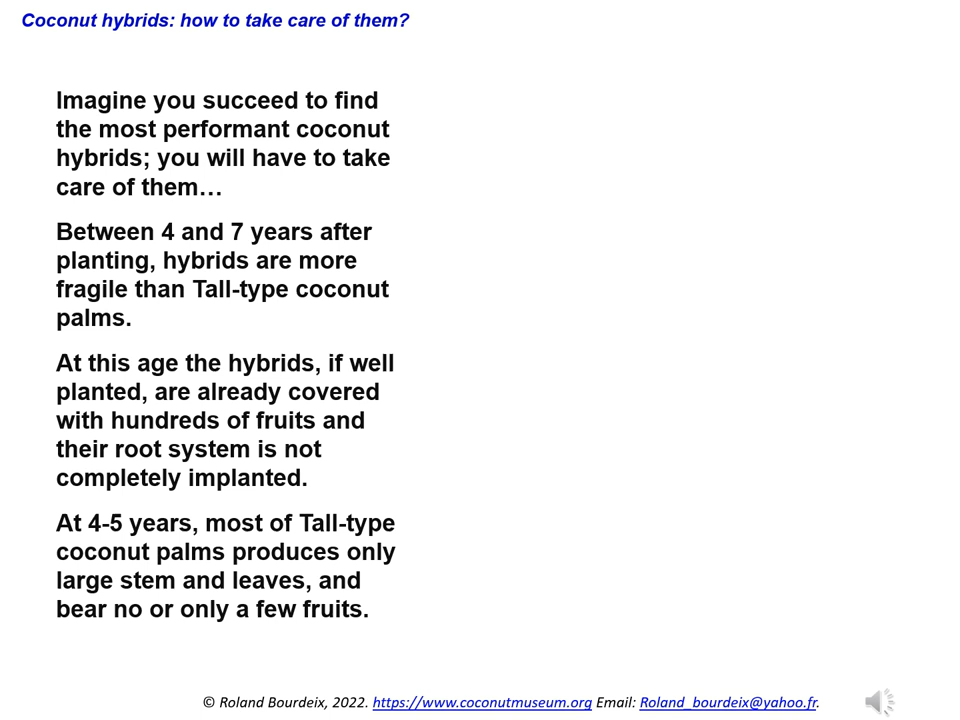 Coconut hybrids: how to take care of them?
Imagine you succeed to find
the most performant coconut
hybrids; you will have to take
care of them…
Between 4 and 7 years after
planting, hybrids are more
fragile than Tall-type coconut
palms.
At this age the hybrids, if well
planted, are already covered
with hundreds of fruits and
their root system is not
completely implanted.
At 4-5 years, most of Tall-type
coconut palms produces only
large stem and leaves, and
bear no or only a few fruits.
© Roland Bourdeix, 2022. https://www.coconutmuseum.org Email: Roland_bourdeix@yahoo.fr.